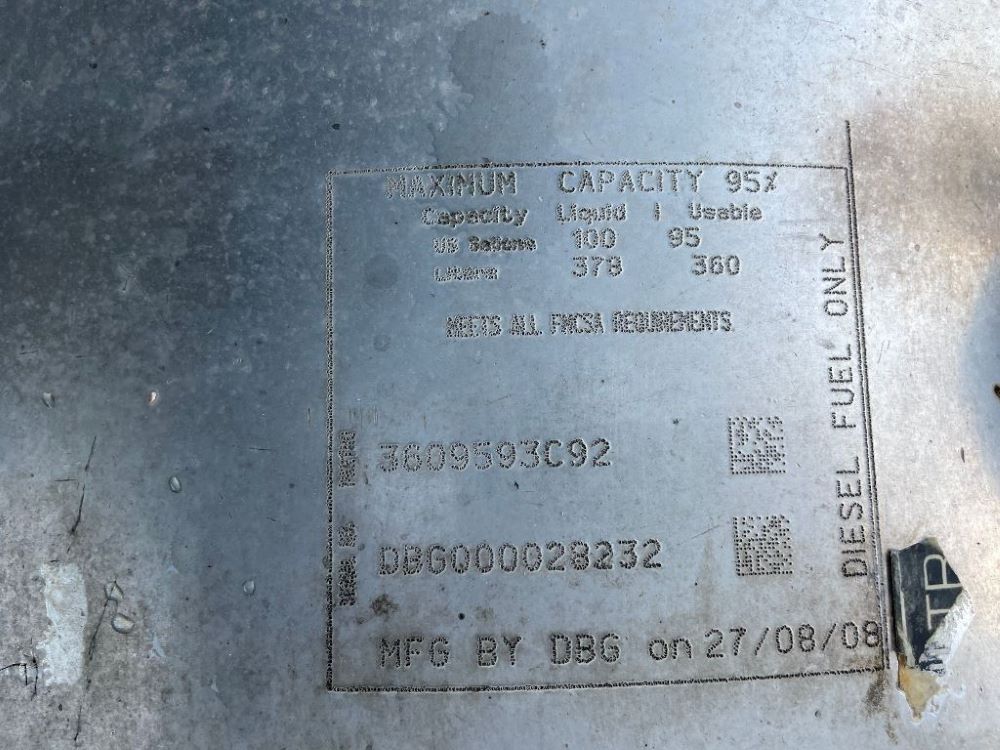 MAXIMUM CAPACITY 95%
Capacity Liquid | Usable
US Gallons 100 95
Litres 378 360
MEETS ALL FMCSA REQUIREMENTS
3609593C92
DBG000028232
MFG BY DBG on 27/08/08
DIESEL FUEL ONLY